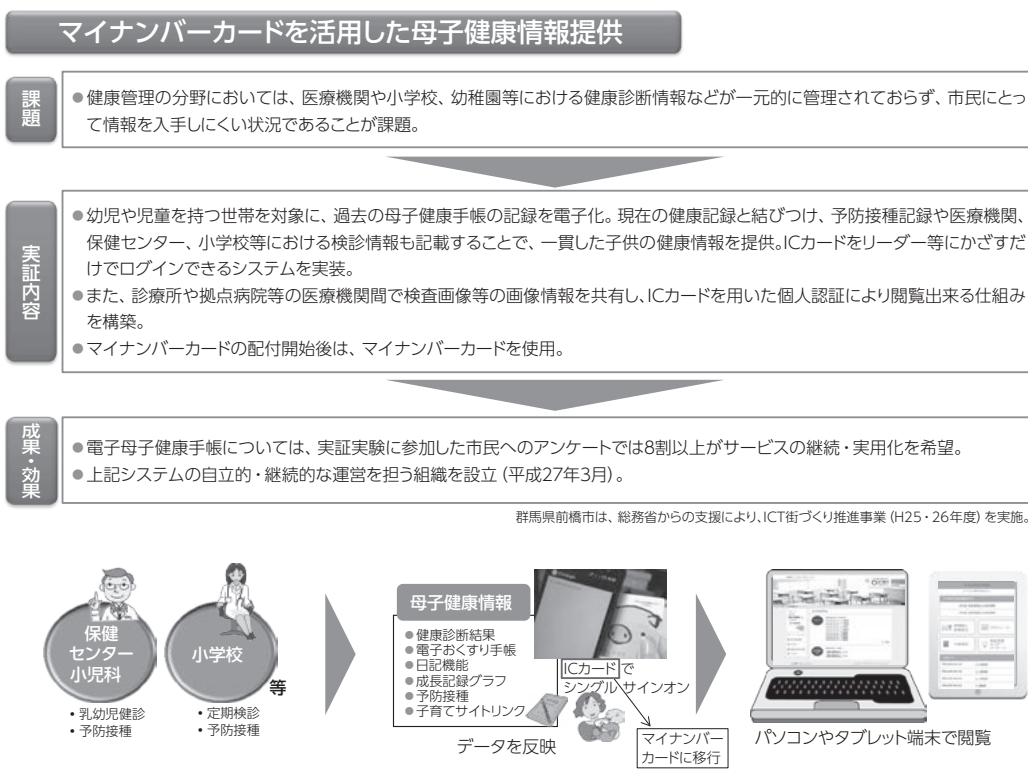 マイナンバーカードを活用した母子健康情報提供
課題
●健康管理の分野においては、医療機関や小学校、幼稚園等における健康診断情報などが一元的に管理されておらず、市民にとっ
て情報を入手しにくい状況であることが課題。
実証内容
●幼児や児童を持つ世帯を対象に、過去の母子健康手帳の記録を電子化。現在の健康記録と結びつけ、予防接種記録や医療機関、
保健センター、小学校等における検診情報も記載することで、一貫した子供の健康情報を提供。ICカードをリーダー等にかざすだ
けでログインできるシステムを実装。
●また、診療所や拠点病院等の医療機関間で検査画像等の画像情報を共有し、ICカードを用いた個人認証により閲覧出来る仕組み
を構築。
●マイナンバーカードの配付開始後は、マイナンバーカードを使用。
成果・効果
●電子母子健康手帳については、実証実験に参加した市民へのアンケートでは8割以上がサービスの継続・実用化を希望。
●上記システムの自立的・継続的な運営を担う組織を設立（平成27年3月）。
群馬県前橋市は、総務省からの支援により、ICT街づくり推進事業（H25・26年度）を実施。
保健
センター
小児科
・乳幼児健診
・予防接種
小学校
等
・定期検診
・予防接種
母子健康情報
●健康診断結果
●電子おくすり手帳
●日記機能
●成長記録グラフ
●予防接種
●子育てサイトリンク
データを反映
ICカードで
シングルサインオン
マイナンバー
カードに移行
パソコンやタブレット端末で閲覧